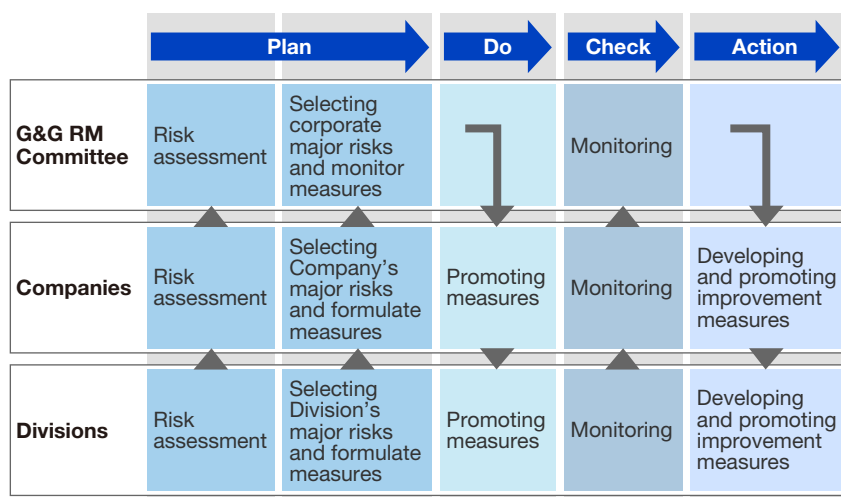 Plan
Do
Check
Action
G&G RM
Committee
Risk
assessment
Selecting
corporate
major risks
and monitor
measures
Monitoring
Companies
Risk
assessment
Selecting
Company’s
major risks
and formulate
measures
Promoting
measures
Monitoring
Developing
and promoting
improvement
measures
Divisions
Risk
assessment
Selecting
Division’s
major risks
and formulate
measures
Promoting
measures
Monitoring
Developing
and promoting
improvement
measures